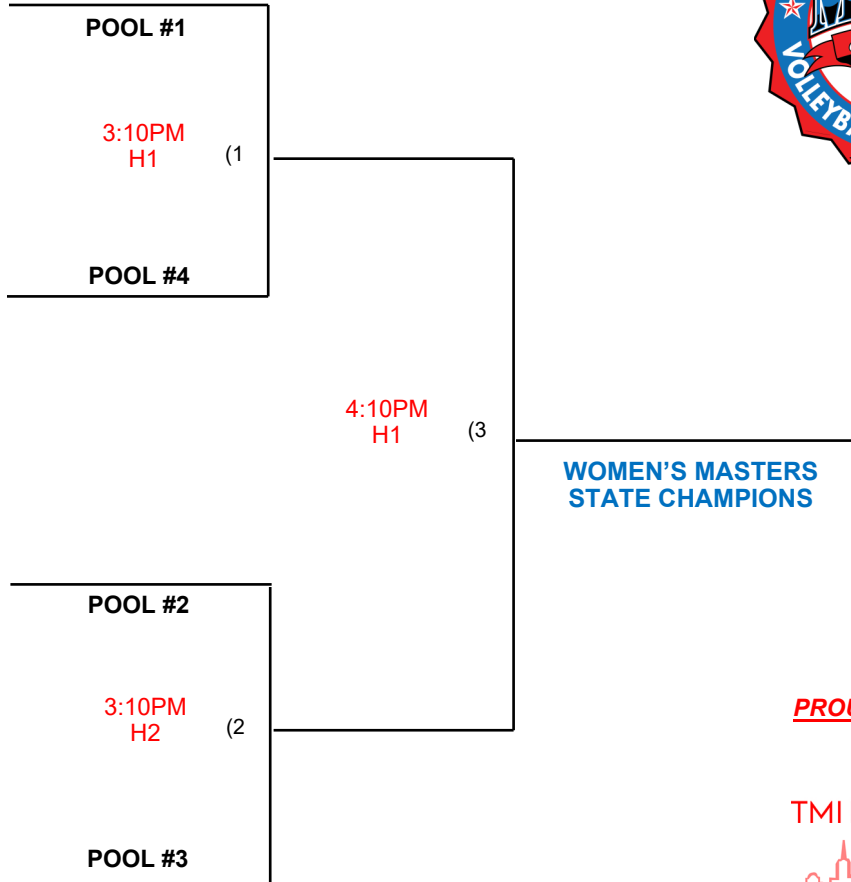 POOL #1
3:10PM
H1
(1
POOL #4
4:10PM
H1
(3
WOMEN’S MASTERS
STATE CHAMPIONS
POOL #2
3:10PM
H2
(2
POOL #3
TMI